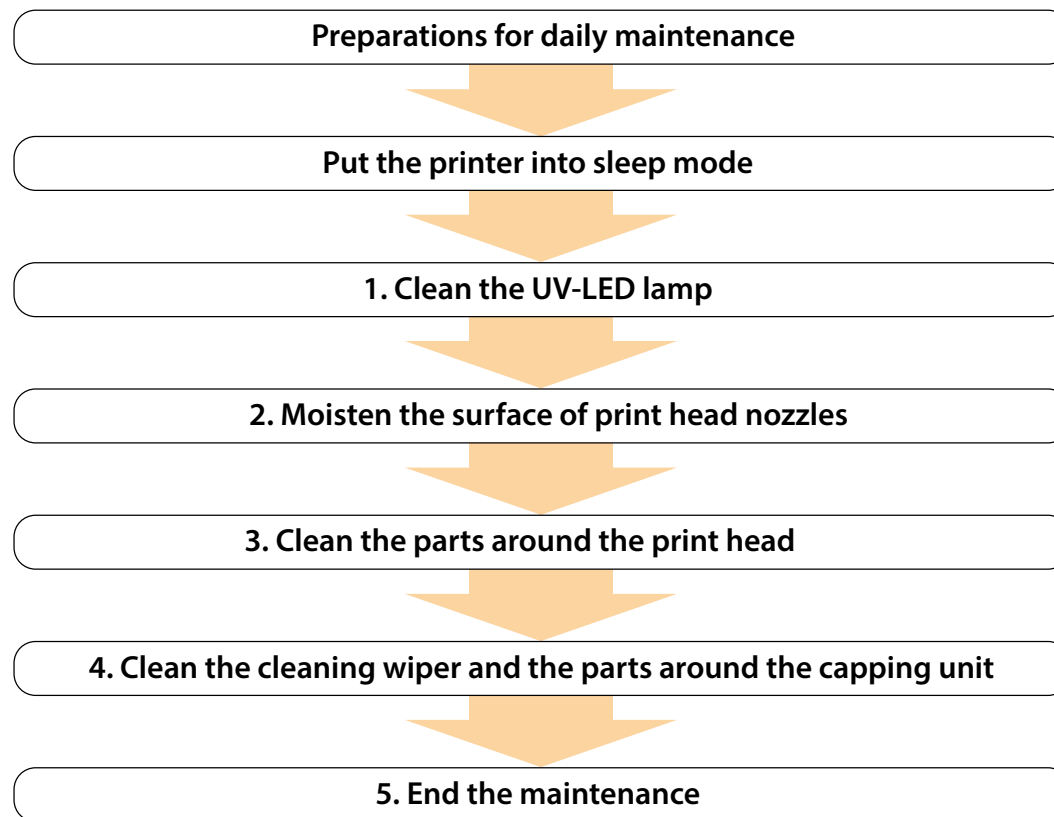 Preparations for daily maintenance
Put the printer into sleep mode
1. Clean the UV-LED lamp
2. Moisten the surface of print head nozzles
3. Clean the parts around the print head
4. Clean the cleaning wiper and the parts around the capping unit
5. End the maintenance